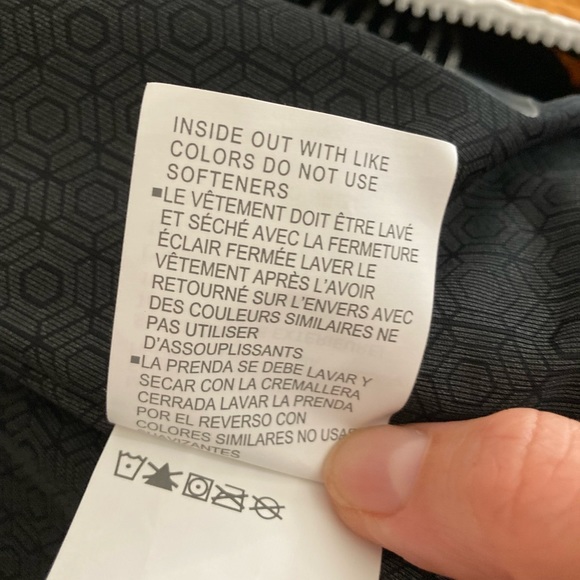 INSIDE OUT WITH LIKE
COLORS DO NOT USE
SOFTENERS
▪LE VÊTEMENT DOIT ÊTRE LAVÉ
ET SÉCHÉ AVEC LA FERMETURE
ÉCLAIR FERMÉE LAVER LE
VÊTEMENT APRÈS L'AVOIR
RETOURNÉ SUR L'ENVERS AVEC
DES COULEURS SIMILAIRES NE
PAS UTILISER
D'ASSOUPLISSANTS
▪LA PRENDA SE DEBE LAVAR Y
SECAR CON LA CREMALLERA
CERRADA LAVAR LA PRENDA
POR EL REVERSO CON
COLORES SIMILARES NO USAR
SUAVIZANTES